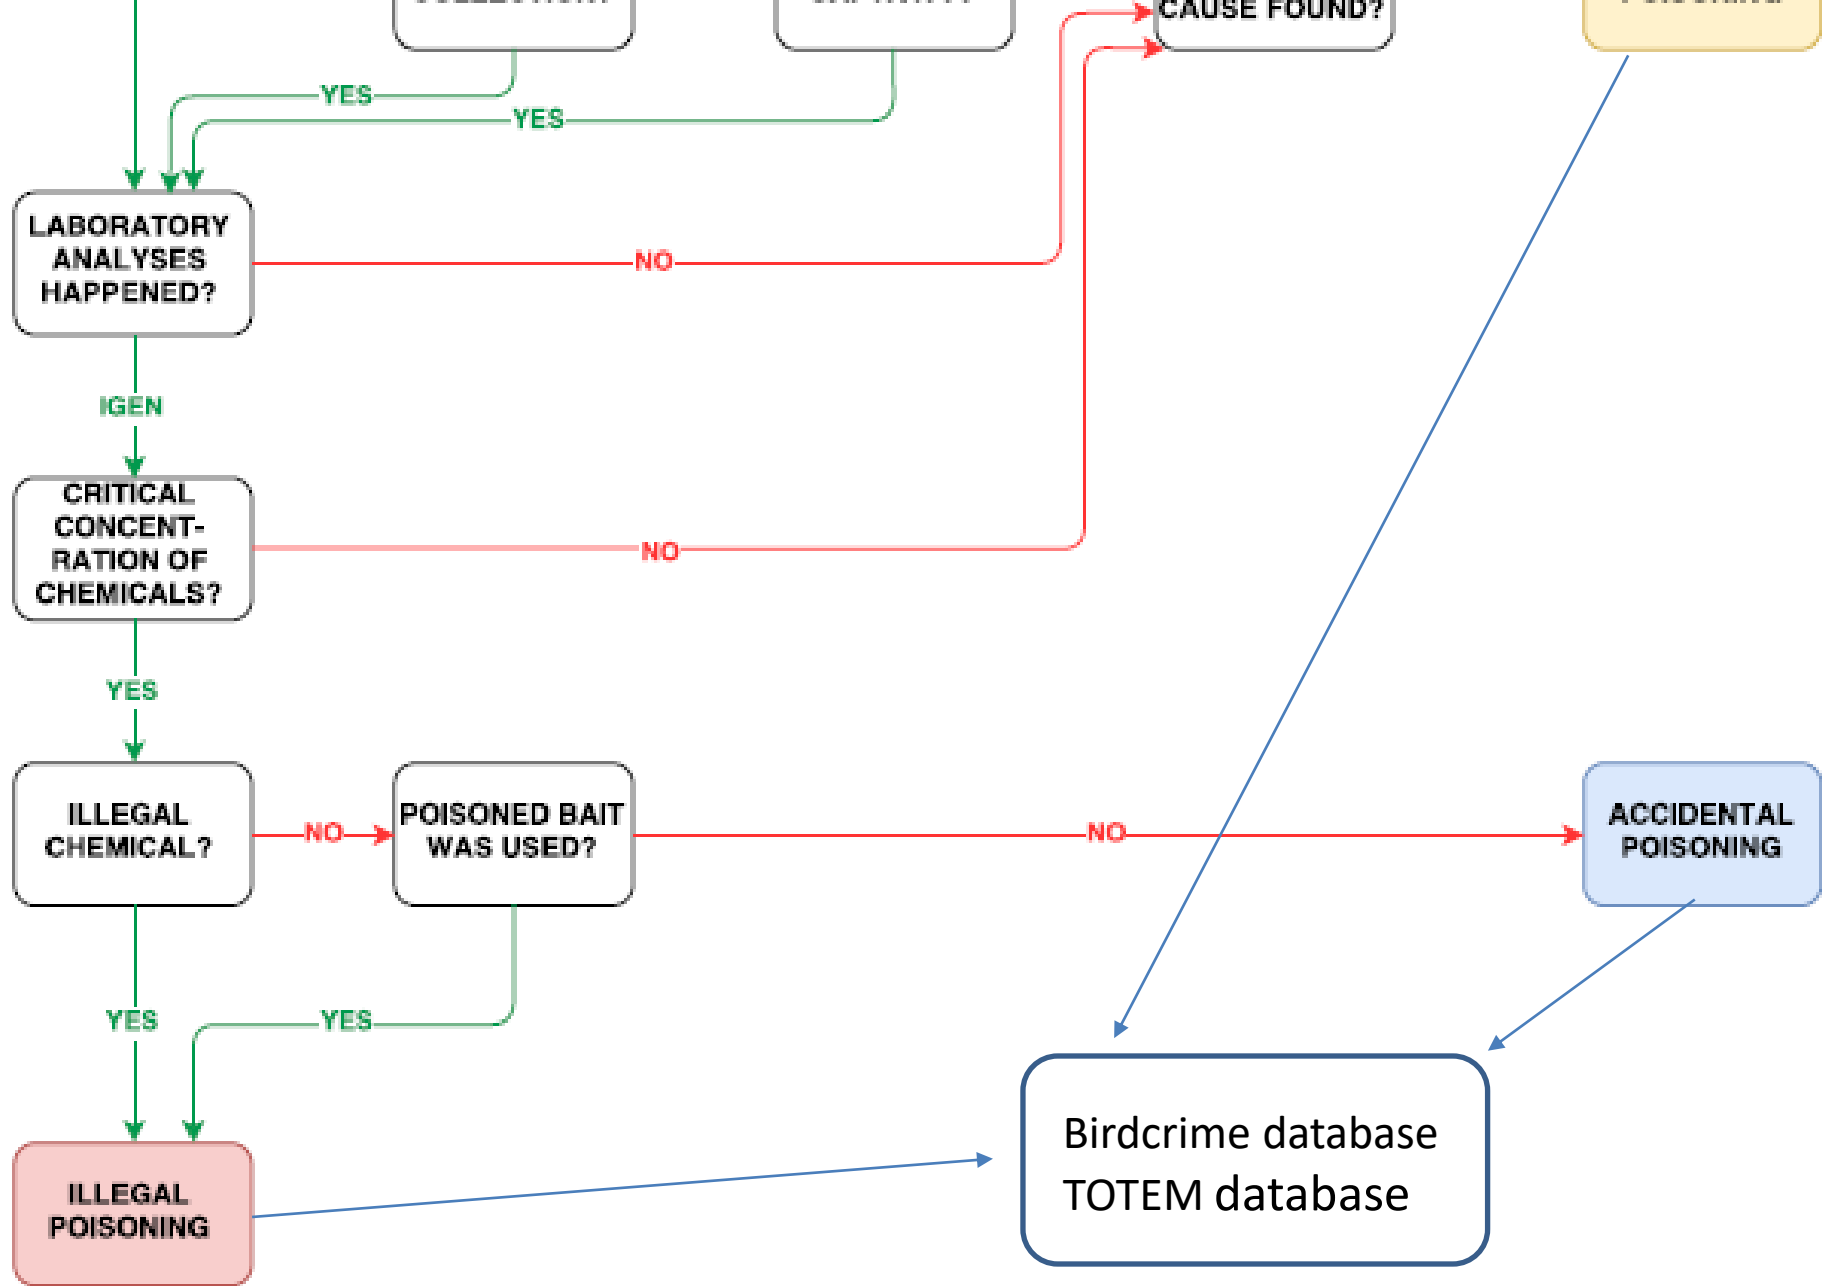 CAUSE FOUND?
YES
YES
LABORATORY
ANALYSES
HAPPENED?
NO
IGEN
CRITICAL
CONCENT-
RATION OF
CHEMICALS?
NO
YES
ILLEGAL
CHEMICAL?
NO
POISONED BAIT
WAS USED?
NO
ACCIDENTAL
POISONING
YES
YES
ILLEGAL
POISONING
Birdcrime database
TOTEM database